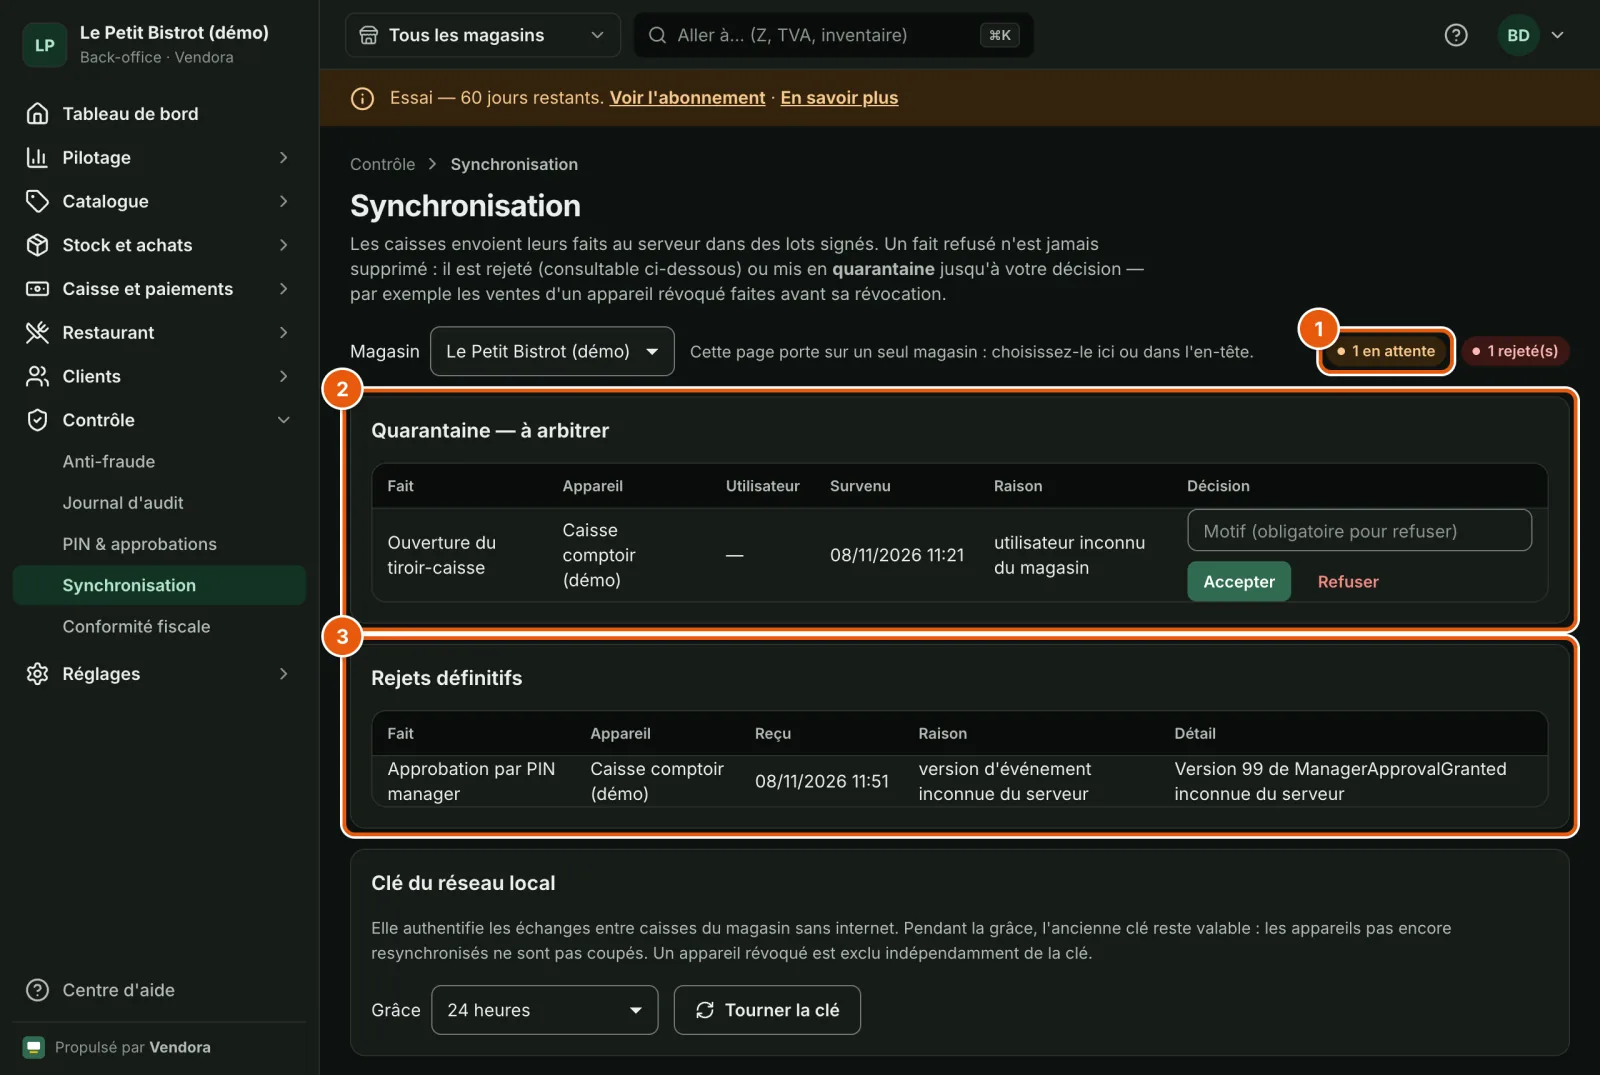 LP
Le Petit Bistrot (démo)
Back-office · Vendora
Tous les magasins
Aller à... (Z, TVA, inventaire)
⌘K
BD
Essai — 60 jours restants. Voir l'abonnement · En savoir plus
Tableau de bord
Pilotage
Catalogue
Stock et achats
Caisse et paiements
Restaurant
Clients
Contrôle
Anti-fraude
Journal d'audit
PIN & approbations
Synchronisation
Conformité fiscale
Réglages
Centre d'aide
Propulsé par Vendora
Contrôle > Synchronisation
Synchronisation
Les caisses envoient leurs faits au serveur dans des lots signés. Un fait refusé n'est jamais
supprimé : il est rejeté (consultable ci-dessous) ou mis en quarantaine jusqu'à votre décision —
par exemple les ventes d'un appareil révoqué faites avant sa révocation.
Magasin Le Petit Bistrot (démo) Cette page porte sur un seul magasin : choisissez-le ici ou dans l'en-tête.
1
1 en attente
1 rejeté(s)
2
Quarantaine — à arbitrer
Fait Appareil Utilisateur Survenu Raison Décision
Ouverture du tiroir-caisse
Caisse comptoir (démo)
—
08/11/2026 11:21
utilisateur inconnu du magasin
Motif (obligatoire pour refuser)
Accepter Refuser
3
Rejets définitifs
Fait Appareil Reçu Raison Détail
Approbation par PIN manager
Caisse comptoir (démo)
08/11/2026 11:51
version d'événement inconnue du serveur
Version 99 de ManagerApprovalGranted inconnue du serveur
Clé du réseau local
Elle authentifie les échanges entre caisses du magasin sans internet. Pendant la grâce, l'ancienne clé reste valable : les appareils pas encore
resynchronisés ne sont pas coupés. Un appareil révoqué est exclu indépendamment de la clé.
Grâce 24 heures Tourner la clé